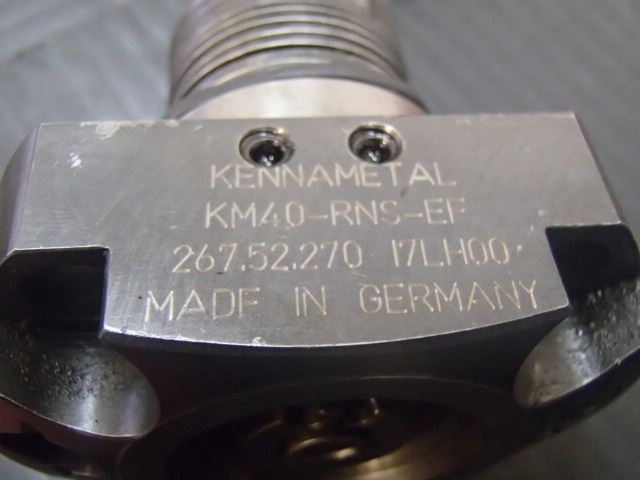 KENNAMETAL
KM40-RNS-EF
267.52.270 17LH00
MADE IN GERMANY